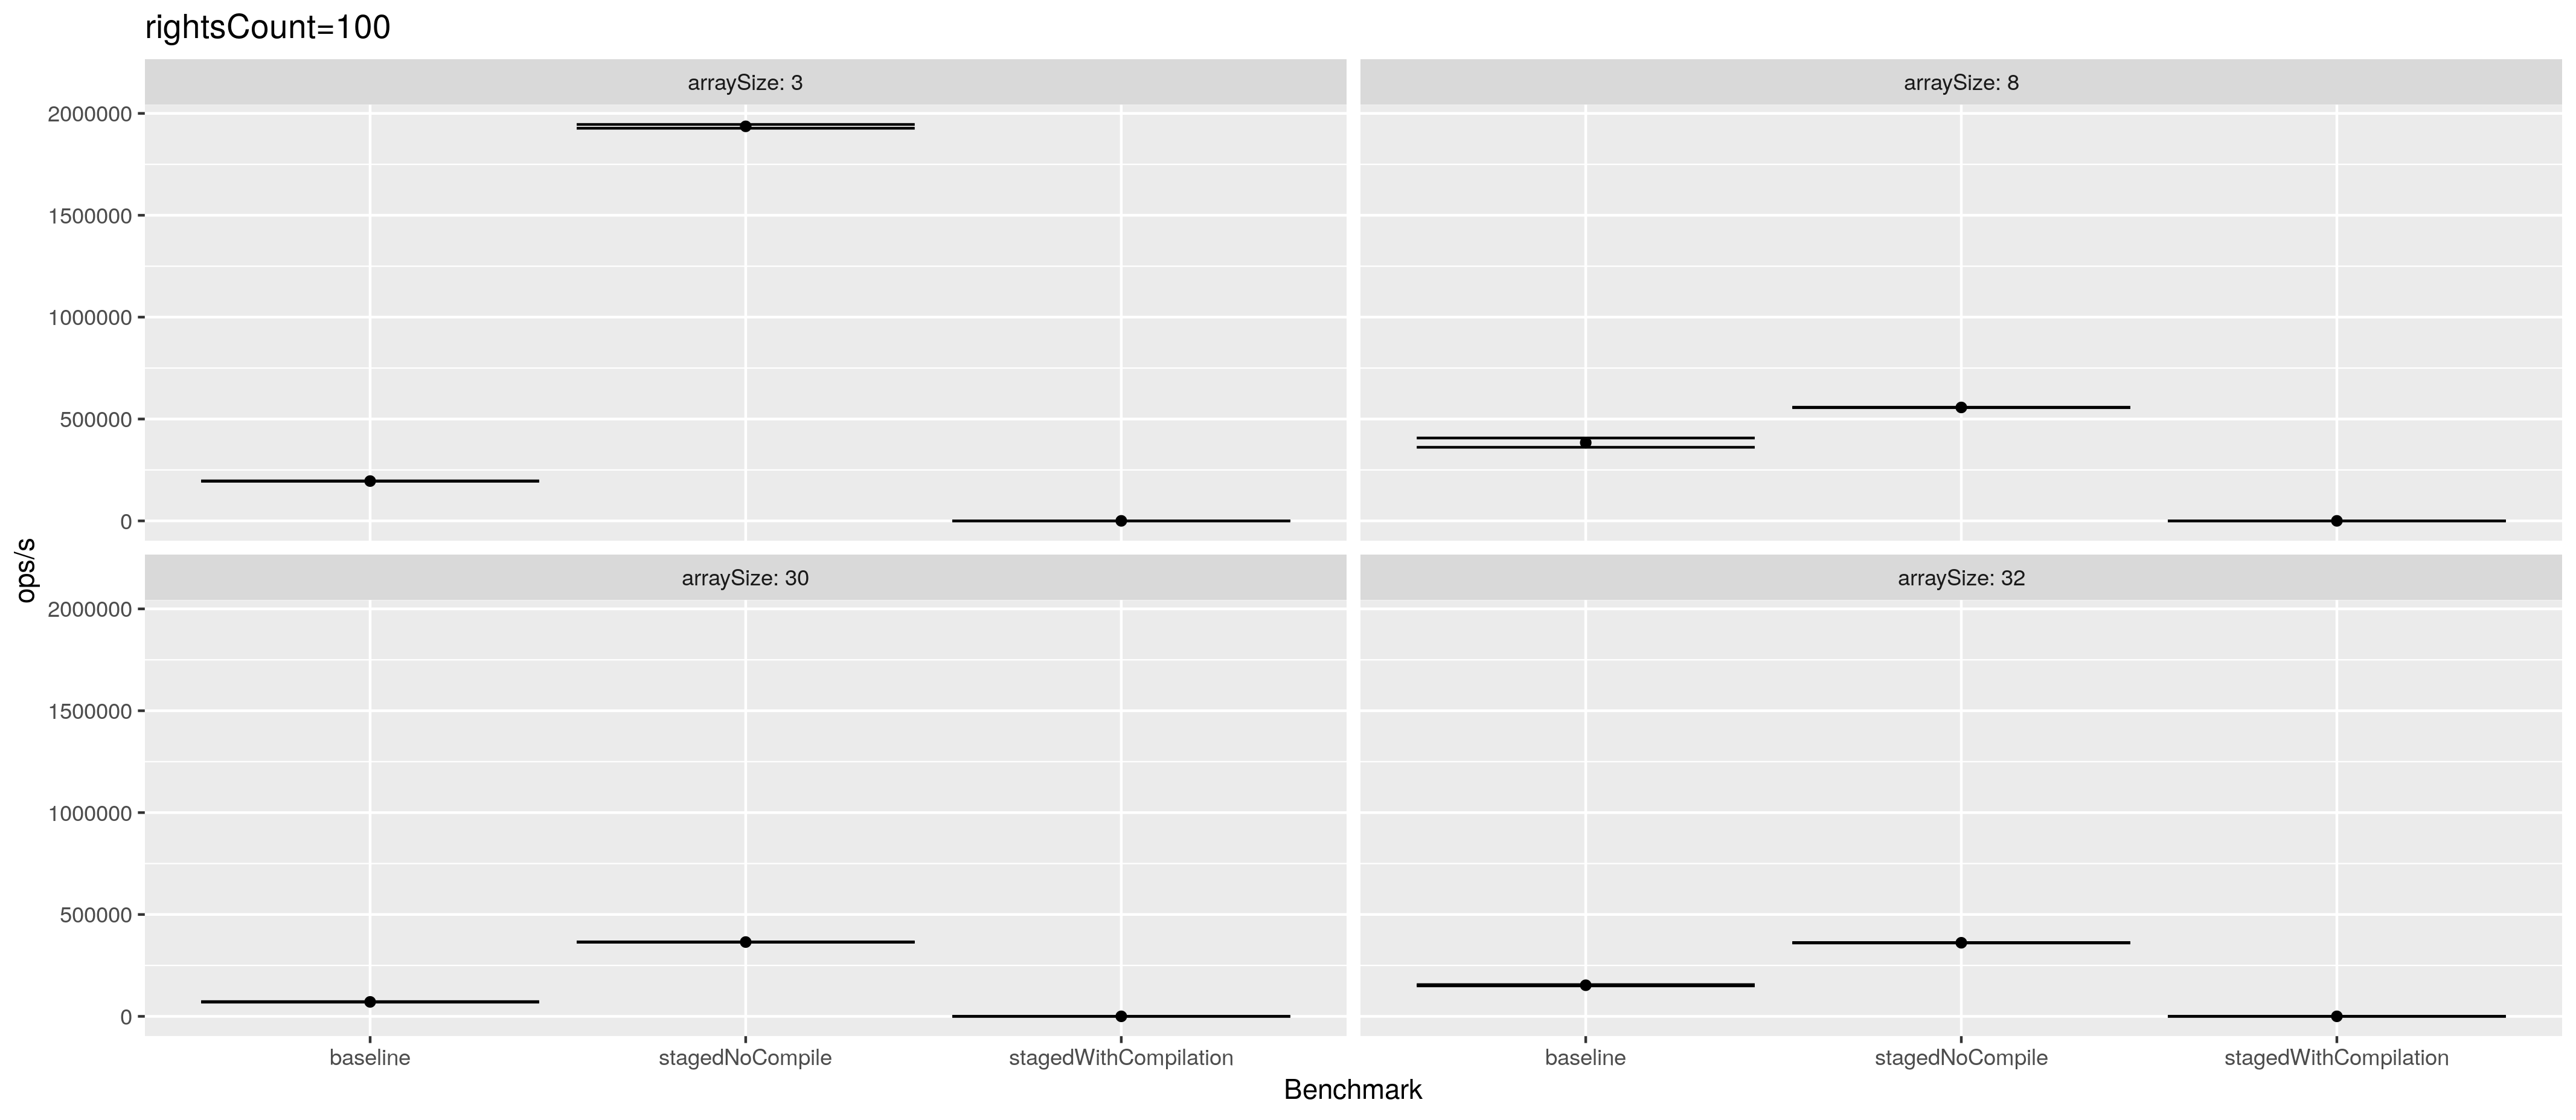 rightsCount=100
arraySize: 3
arraySize: 8
2000000
1500000
1000000
500000
0
arraySize: 30
arraySize: 32
2000000
1500000
1000000
500000
0
ops/s
baseline stagedNoCompile stagedWithCompilation baseline stagedNoCompile stagedWithCompilation
Benchmark